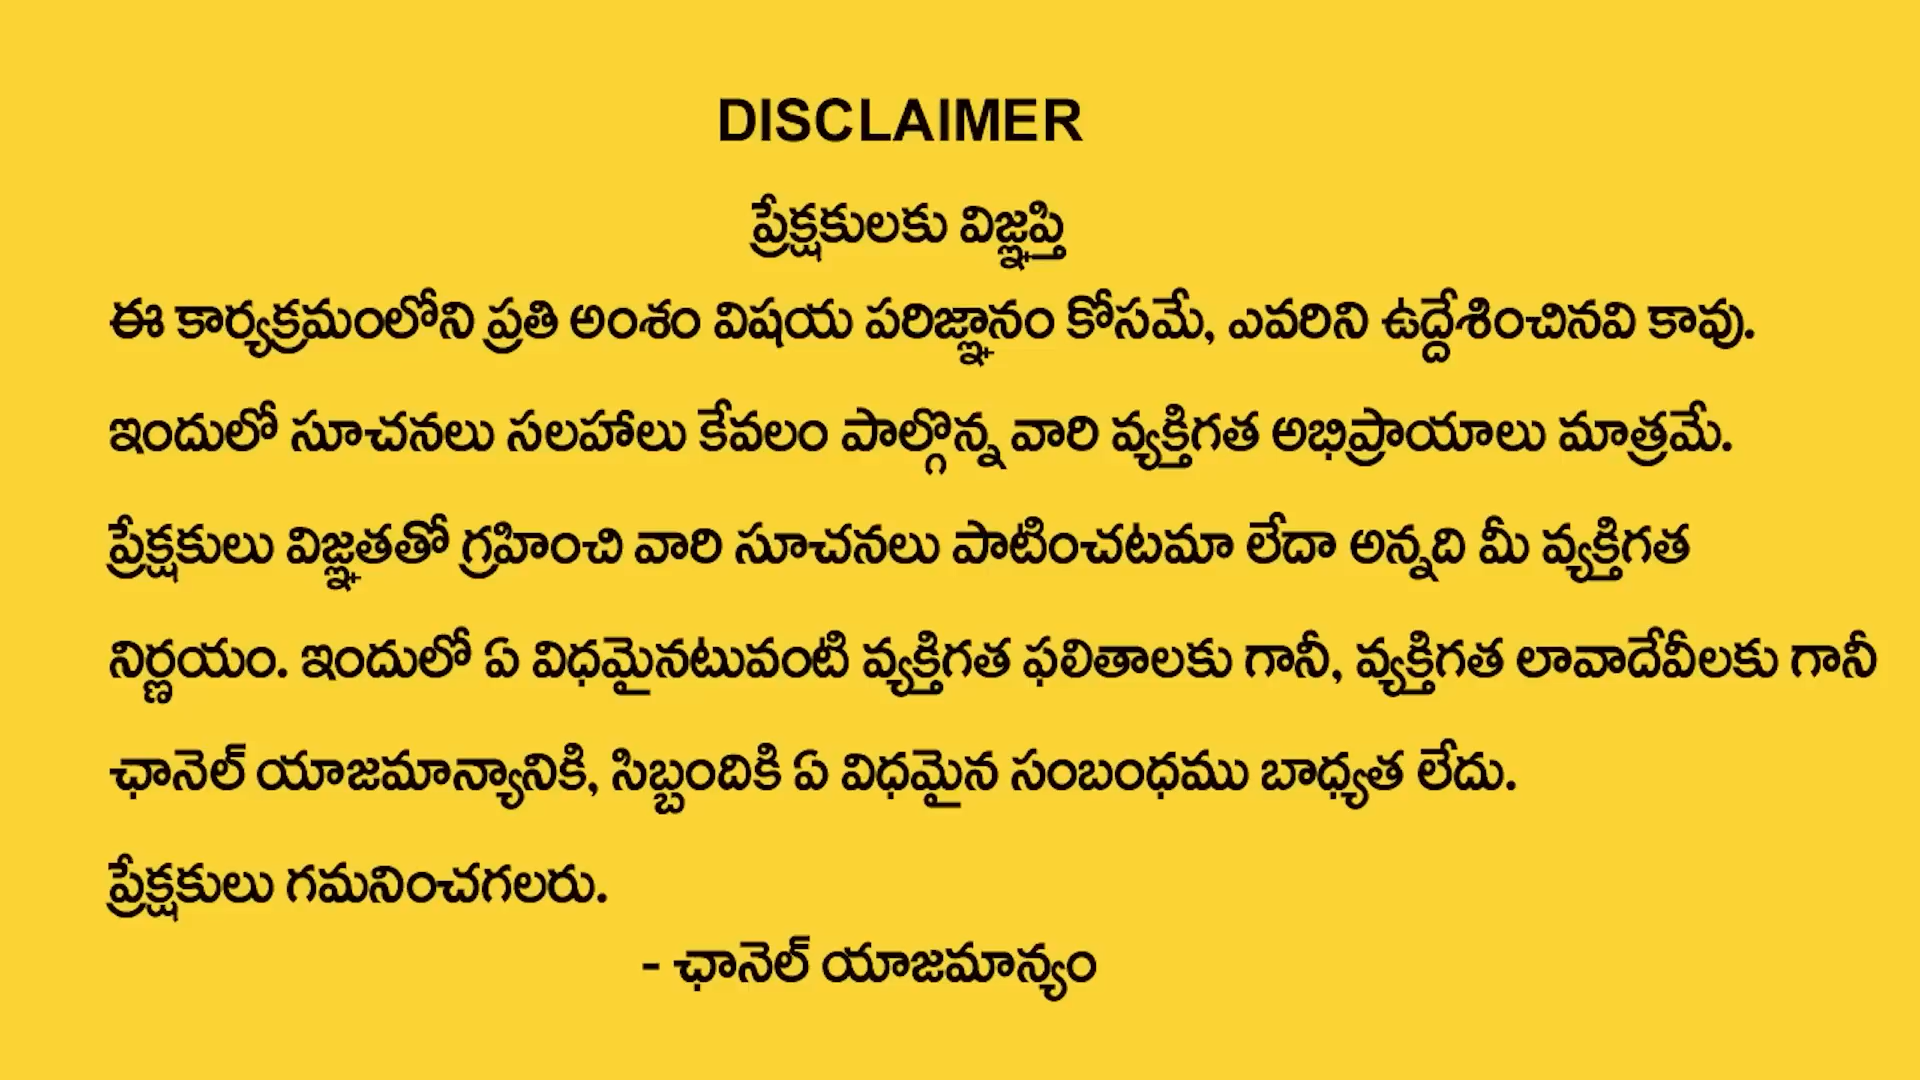 DISCLAIMER
ప్రేక్షకులకు విజ్ఞప్తి
ఈ కార్యక్రమంలోని ప్రతి అంశం విషయ పరిజ్ఞానం కోసమే, ఎవరిని ఉద్దేశించినవి కావు.
ఇందులో సూచనలు సలహాలు కేవలం పాల్గొన్న వారి వ్యక్తిగత అభిప్రాయాలు మాత్రమే.
ప్రేక్షకులు విజ్ఞతతో గ్రహించి వారి సూచనలు పాటించటమా లేదా అన్నది మీ వ్యక్తిగత
నిర్ణయం. ఇందులో ఏ విధమైనటువంటి వ్యక్తిగత ఫలితాలకు గానీ, వ్యక్తిగత లావాదేవీలకు గానీ
ఛానెల్ యాజమాన్యానికి, సిబ్బందికి ఏ విధమైన సంబంధము బాధ్యత లేదు.
ప్రేక్షకులు గమనించగలరు.
- ఛానెల్ యాజమాన్యం